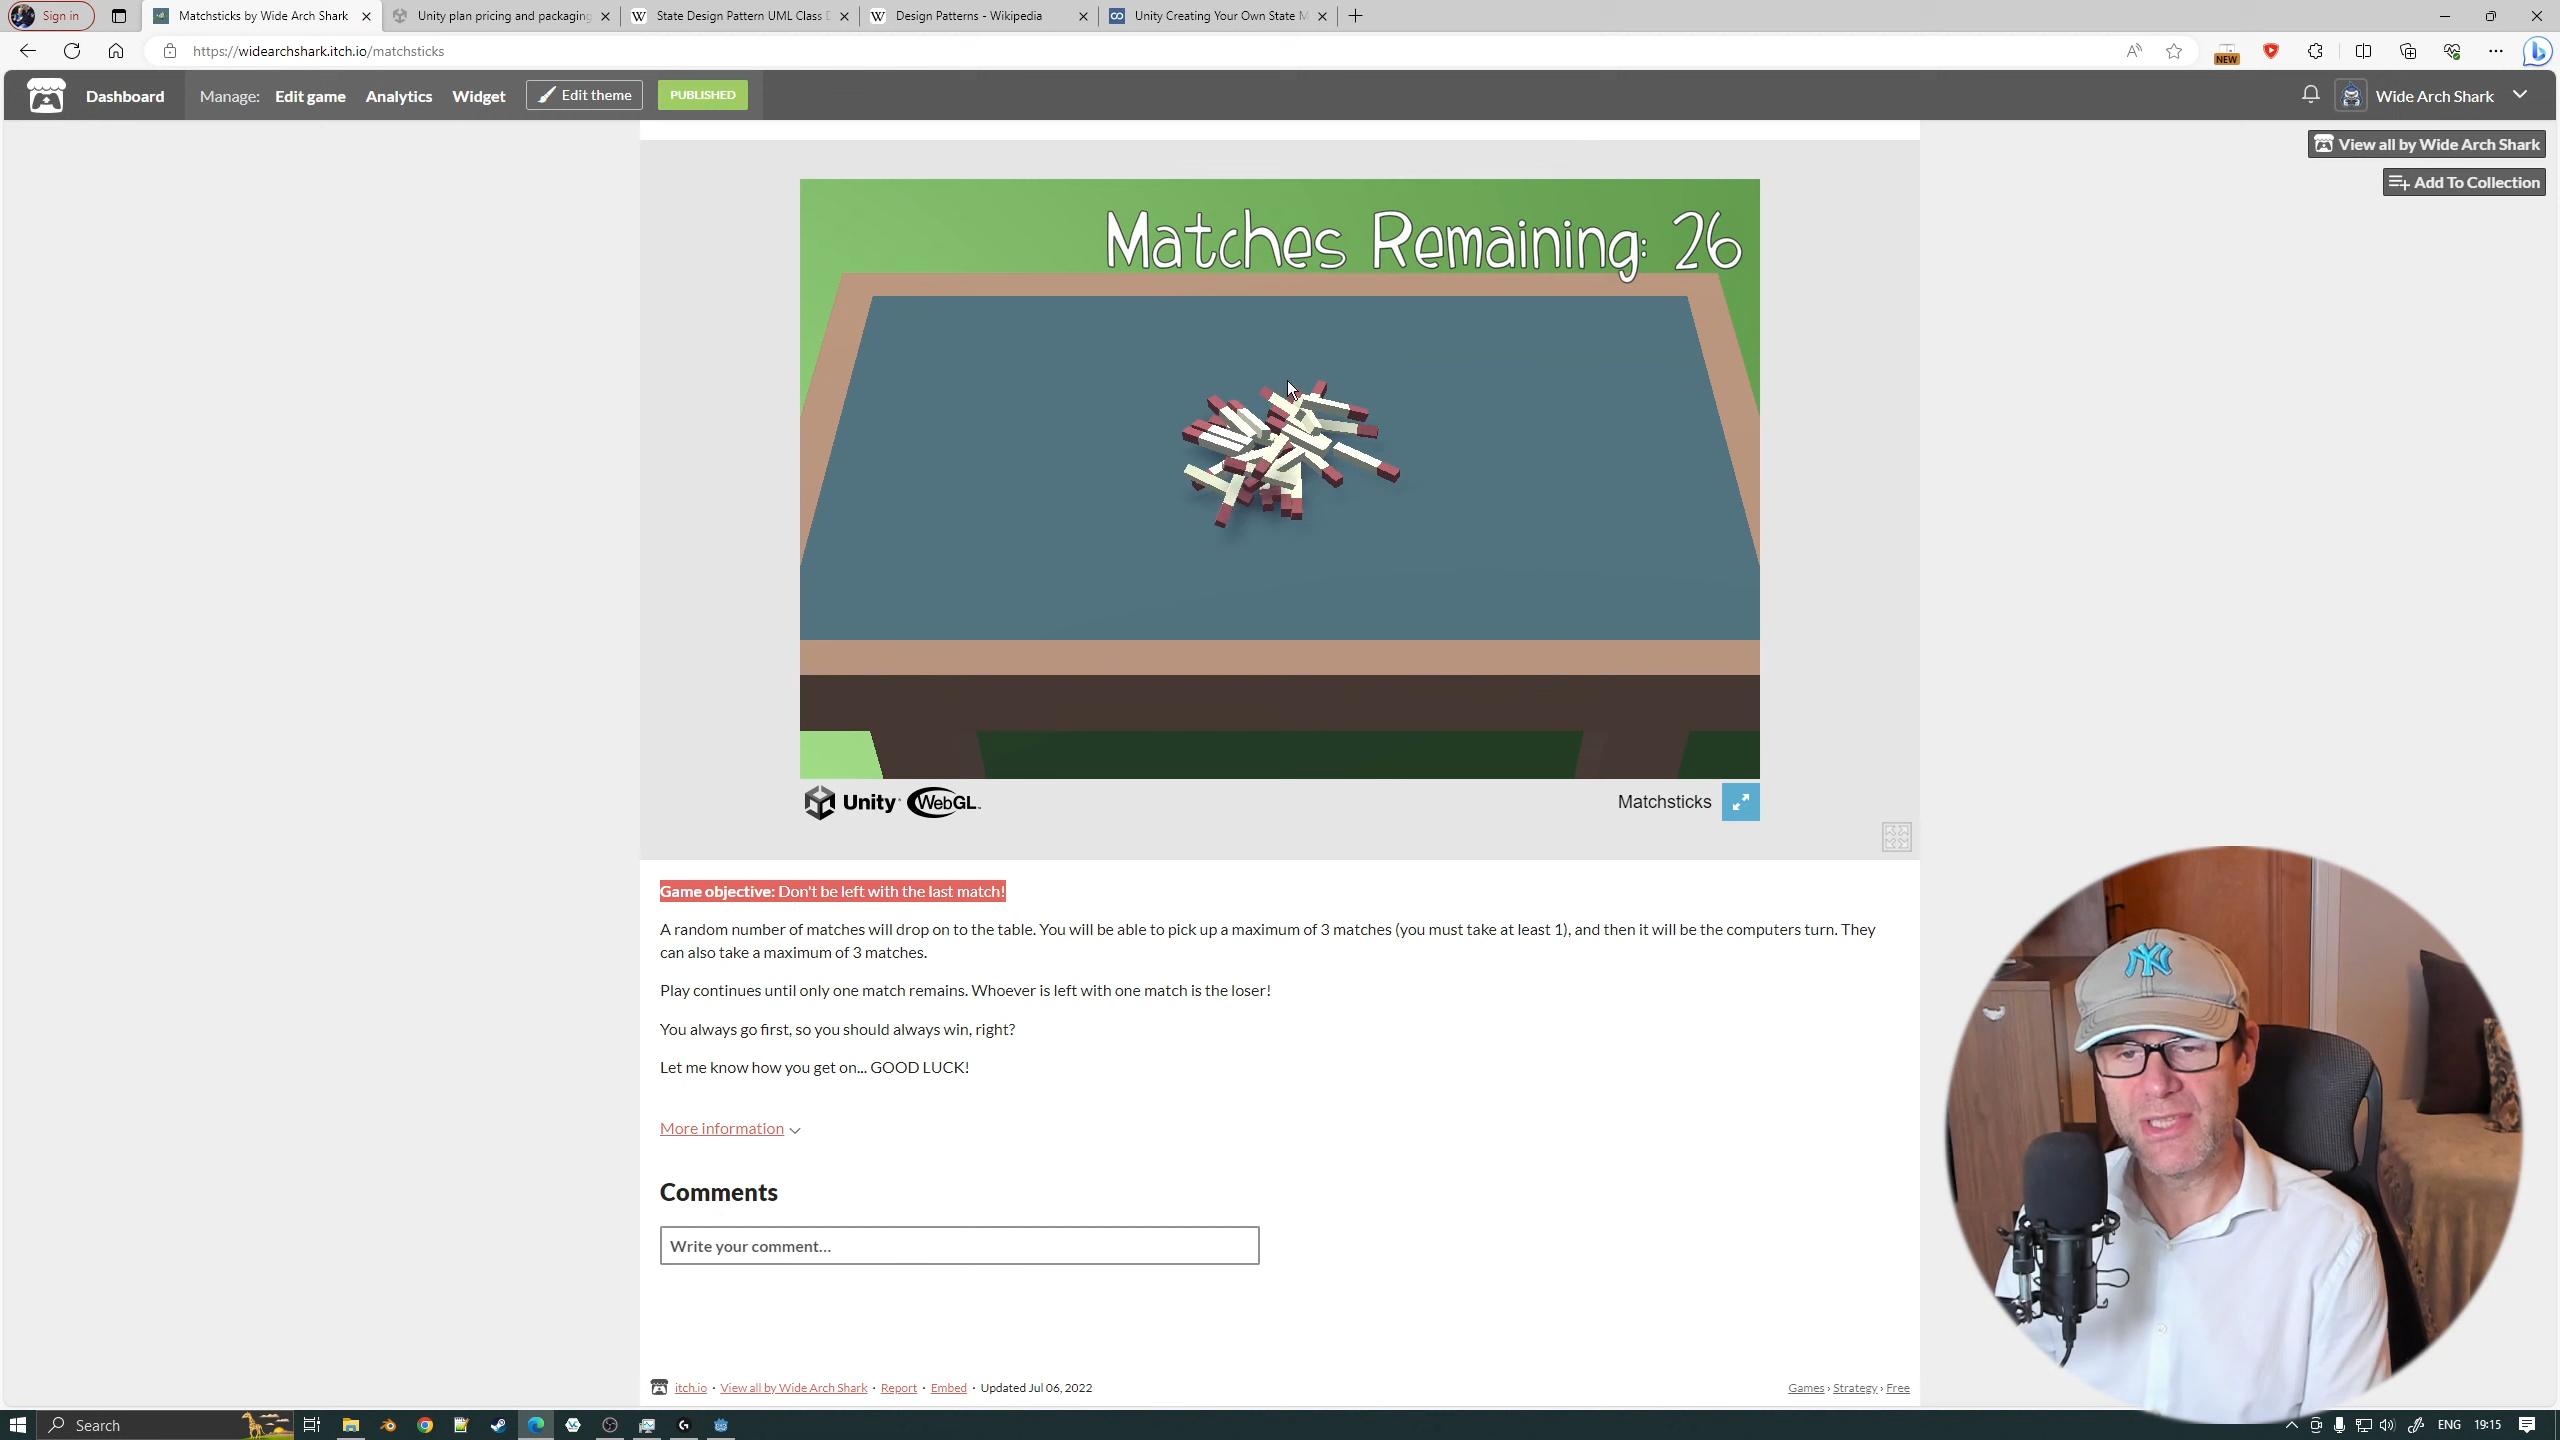 Sign in
Matchsticks by Wide Arch Shark
Unity plan pricing and packaging
State Design Pattern UML Class D
Design Patterns - Wikipedia
Unity Creating Your Own State M
https://widearchshark.itch.io/matchsticks
NEW
Dashboard
Manage:
Edit game
Analytics
Widget
Edit theme
PUBLISHED
Wide Arch Shark
View all by Wide Arch Shark
Add To Collection
Matches Remaining: 26
Unity WebGL
Matchsticks
Game objective: Don't be left with the last match!
A random number of matches will drop on to the table. You will be able to pick up a maximum of 3 matches (you must take at least 1), and then it will be the computers turn. They
can also take a maximum of 3 matches.
Play continues until only one match remains. Whoever is left with one match is the loser!
You always go first, so you should always win, right?
Let me know how you get on... GOOD LUCK!
More information
Comments
Write your comment...
NY
itch.io · View all by Wide Arch Shark · Report · Embed · Updated Jul 06, 2022
Games › Strategy › Free
Search
ENG
19:15